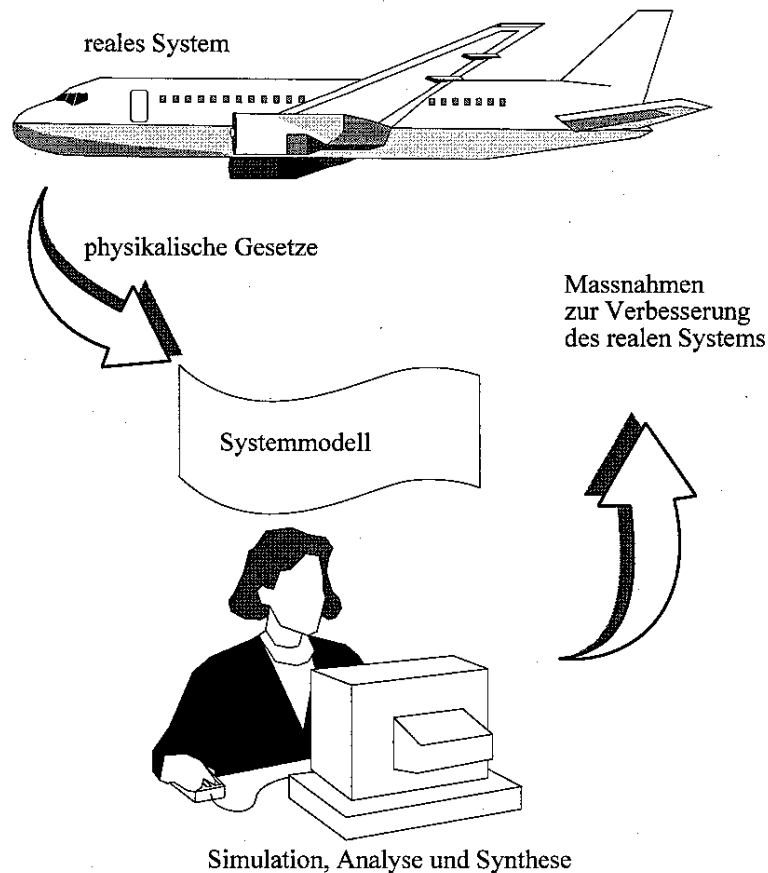 reales System
physikalische Gesetze
Massnahmen
zur Verbesserung
des realen Systems
Systemmodell
Simulation, Analyse und Synthese